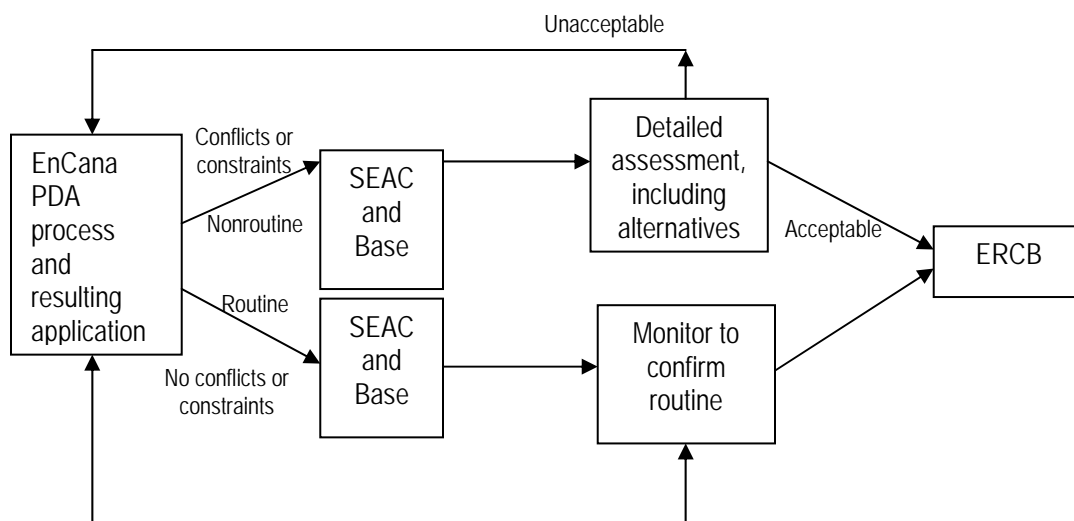 Unacceptable
EnCana
PDA
process
and
resulting
application
Conflicts or
constraints
Nonroutine
Routine
No conflicts or
constraints
SEAC
and
Base
SEAC
and
Base
Detailed
assessment,
including
alternatives
Monitor to
confirm
routine
Acceptable
ERCB